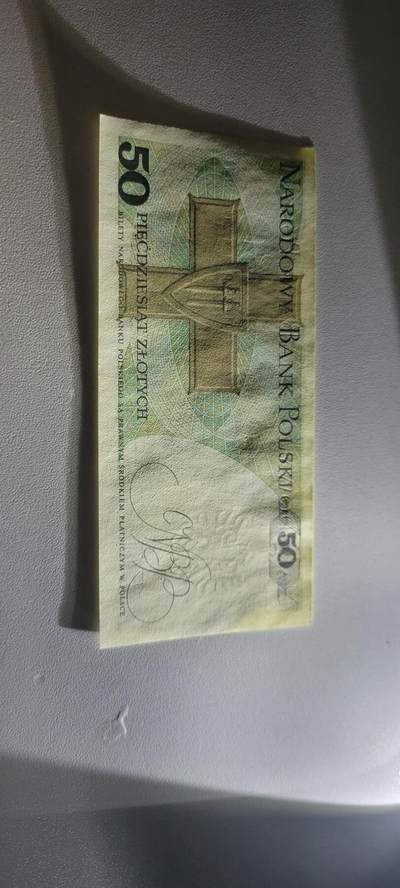 NARODOWY BANK POLSKI
50
50
PIĘĆDZIESIĄT ZŁOTYCH
BILETY NARODOWEGO BANKU POLSKIEGO SĄ PRAWNYM ŚRODKIEM PŁATNICZYM W POLSCE